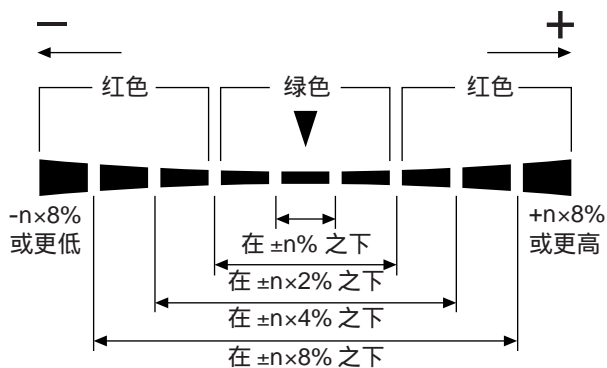 − +
红色 绿色 红色
-n×8%
或更低
+n×8%
或更高
在 ±n% 之下
在 ±n×2% 之下
在 ±n×4% 之下
在 ±n×8% 之下